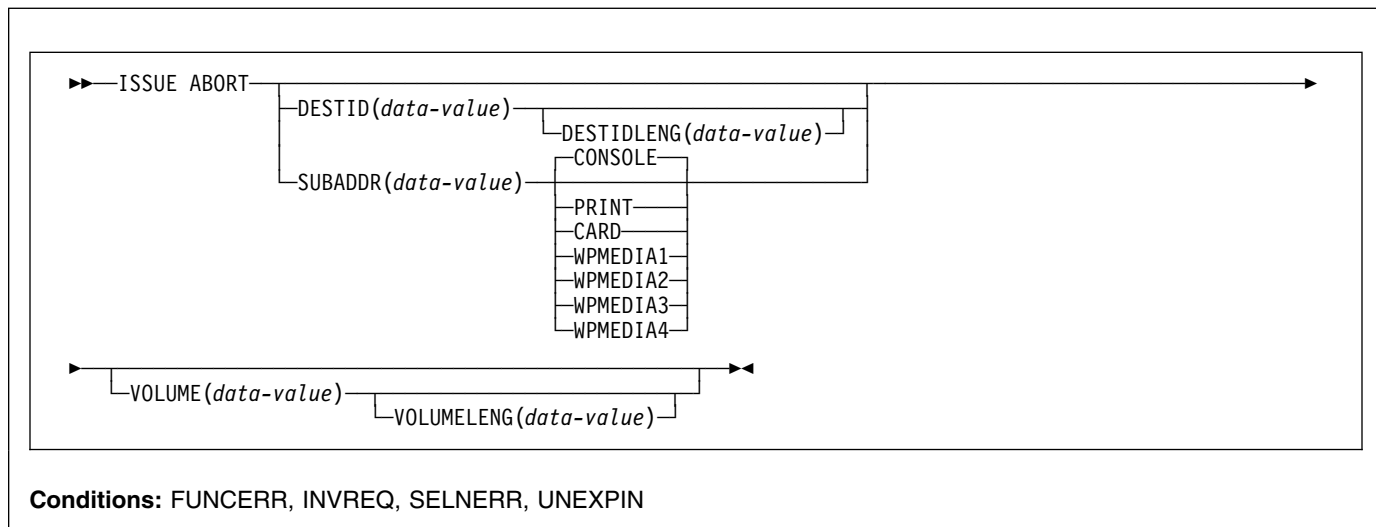 ISSUE ABORT
DESTID(data-value)
DESTIDLENG(data-value)
CONSOLE
SUBADDR(data-value)
PRINT
CARD
WPMEDIA1
WPMEDIA2
WPMEDIA3
WPMEDIA4
VOLUME(data-value)
VOLUMELENG(data-value)
Conditions: FUNCERR, INVREQ, SELNERR, UNEXPIN